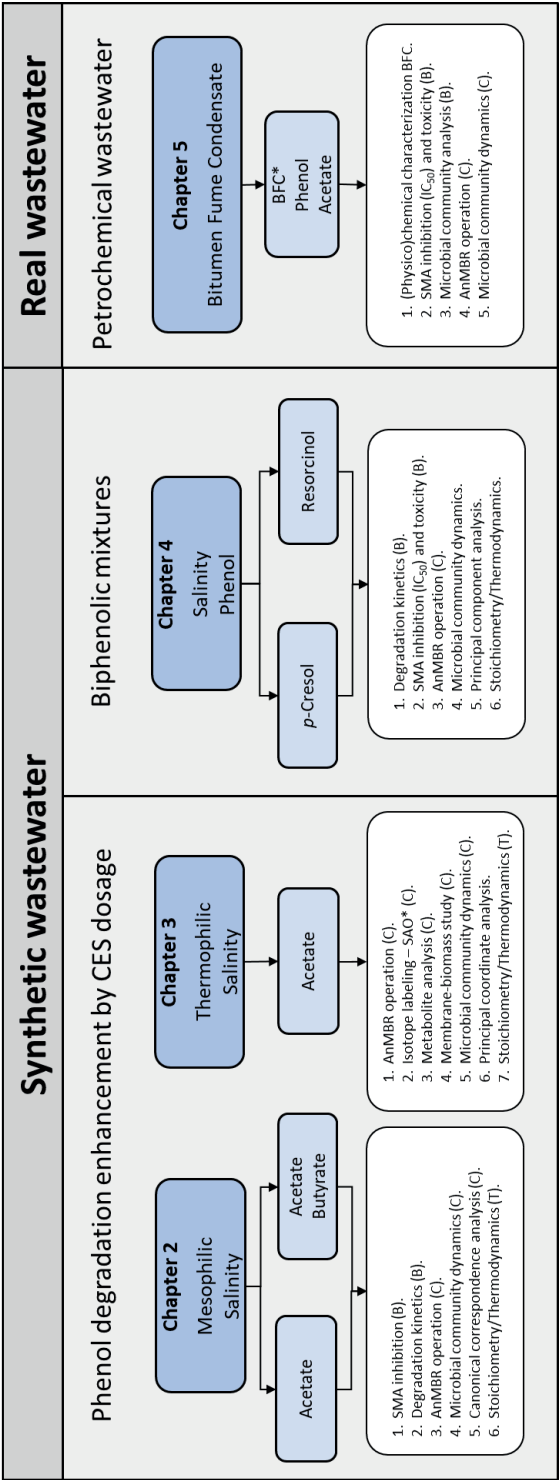 Synthetic wastewater
Real wastewater
Phenol degradation enhancement by CES dosage
Biphenolic mixtures
Petrochemical wastewater
Chapter 2
Mesophilic
Salinity
Acetate
Acetate
Butyrate
1. SMA inhibition (B).
2. Degradation kinetics (B).
3. AnMBR operation (C).
4. Microbial community dynamics (C).
5. Canonical correspondence analysis (C).
6. Stoichiometry/Thermodynamics (T).
Chapter 3
Thermophilic
Salinity
Acetate
1. AnMBR operation (C).
2. Isotope labeling – SAO* (C).
3. Metabolite analysis (C).
4. Membrane-biomass study (C).
5. Microbial community dynamics (C).
6. Principal coordinate analysis.
7. Stoichiometry/Thermodynamics (T).
Chapter 4
Salinity
Phenol
p-Cresol
Resorcinol
1. Degradation kinetics (B).
2. SMA inhibition (IC50) and toxicity (B).
3. AnMBR operation (C).
4. Microbial community dynamics.
5. Principal component analysis.
6. Stoichiometry/Thermodynamics.
Chapter 5
Bitumen Fume Condensate
BFC*
Phenol
Acetate
1. (Physico)chemical characterization BFC.
2. SMA inhibition (IC50) and toxicity (B).
3. Microbial community analysis (B).
4. AnMBR operation (C).
5. Microbial community dynamics (C).